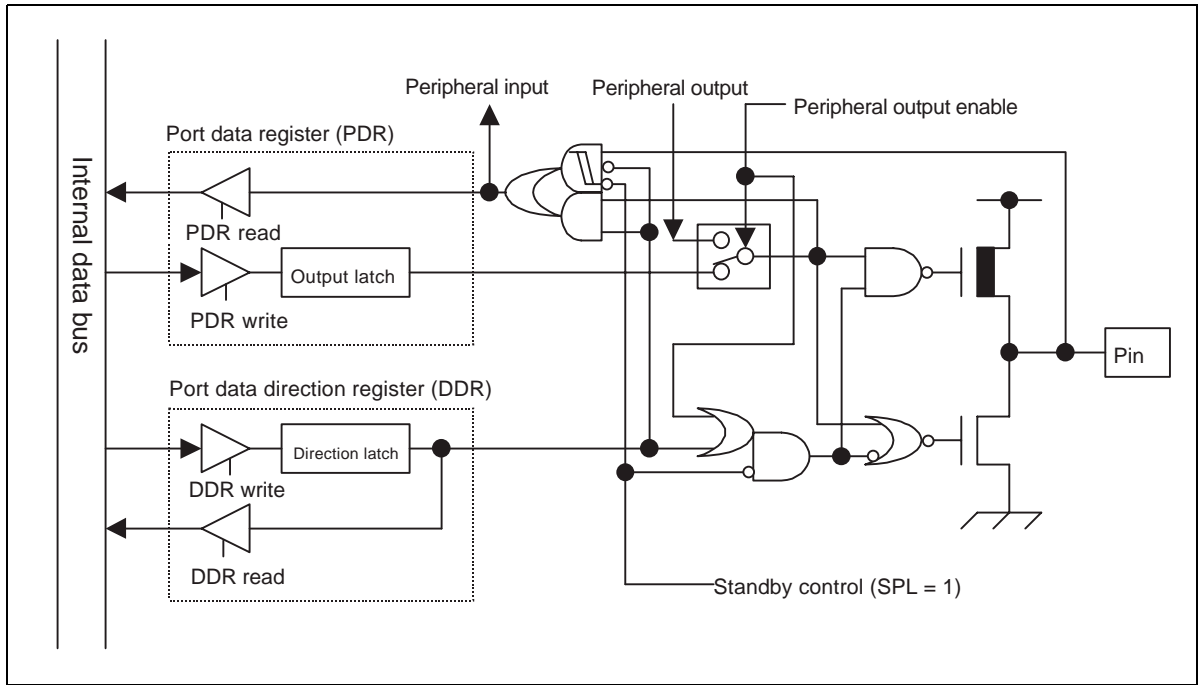 Peripheral input
Peripheral output
Peripheral output enable
Port data register (PDR)
Internal data bus
PDR read
Output latch
PDR write
Pin
Port data direction register (DDR)
Direction latch
DDR write
DDR read
Standby control (SPL = 1)